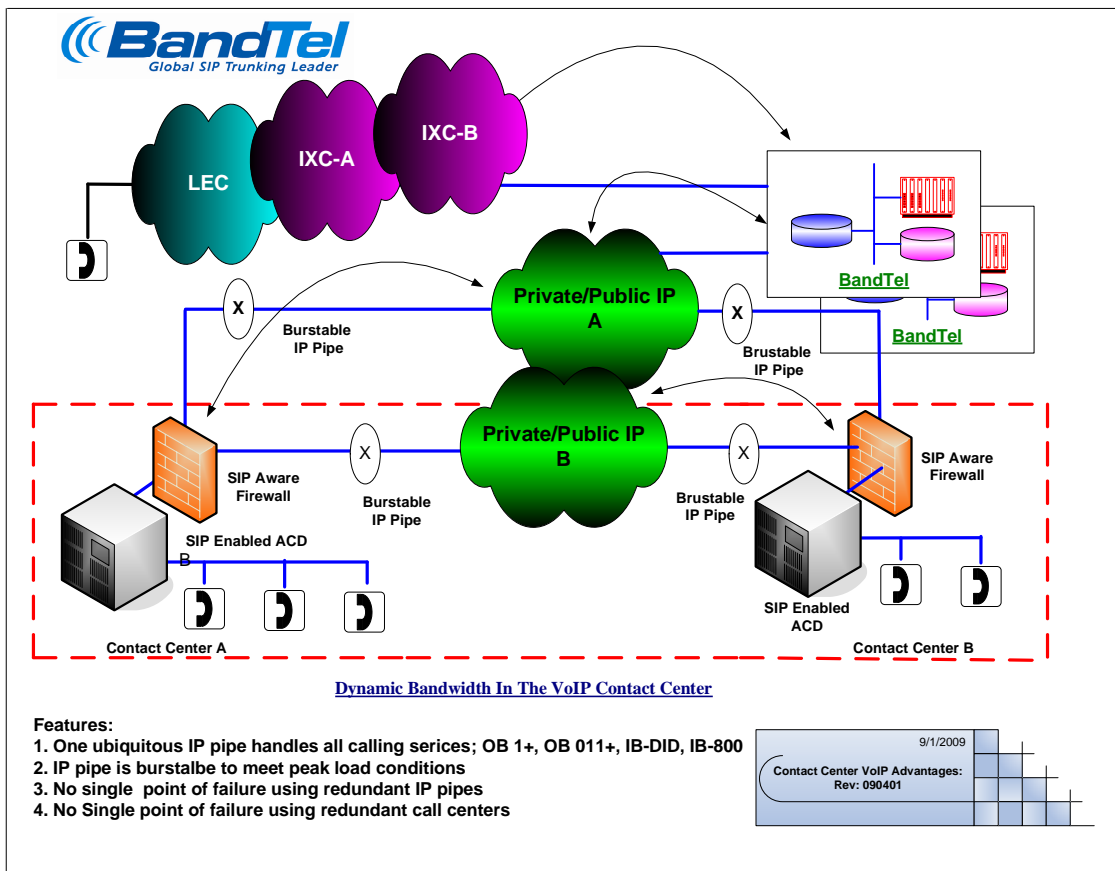 BandTel
Global SIP Trunking Leader
IXC-B
IXC-A
LEC
BandTel
BandTel
Private/Public IP
A
X
X
Burstable
IP Pipe
Brustable
IP Pipe
Private/Public IP
B
X
X
SIP Aware
Firewall
SIP Aware
Firewall
Burstable
IP Pipe
Brustable
IP Pipe
SIP Enabled ACD
B
SIP Enabled
ACD
Contact Center A
Contact Center B
Dynamic Bandwidth In The VoIP Contact Center
Features:
1. One ubiquitous IP pipe handles all calling serices; OB 1+, OB 011+, IB-DID, IB-800
2. IP pipe is burstalbe to meet peak load conditions
3. No single point of failure using redundant IP pipes
4. No Single point of failure using redundant call centers
9/1/2009
Contact Center VoIP Advantages:
Rev: 090401